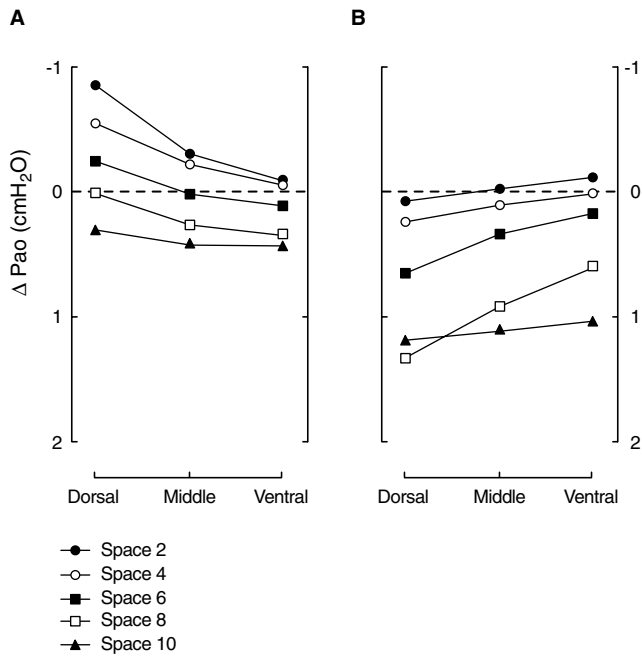 A
B
-1
0
1
2
Δ Pao (cmH₂O)
-1
0
1
2
Dorsal Middle Ventral
Dorsal Middle Ventral
Space 2
Space 4
Space 6
Space 8
Space 10